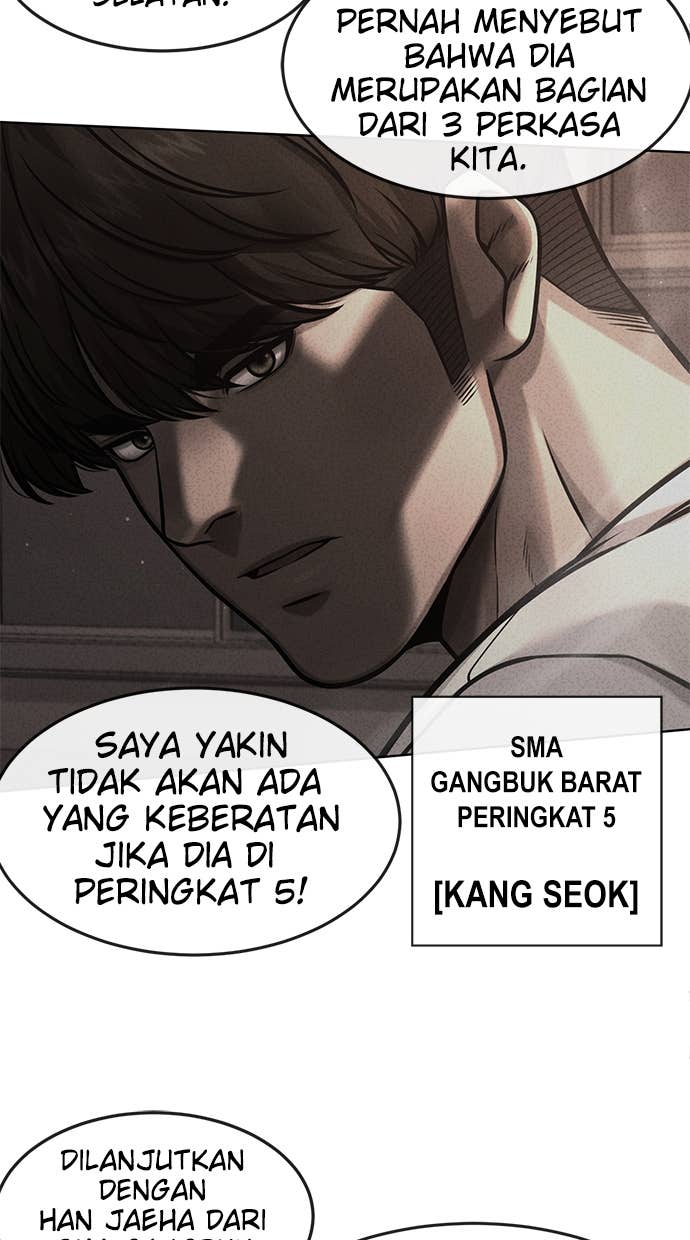 SELATAN.
PERNAH MENYEBUT
BAHWA DIA
MERUPAKAN BAGIAN
DARI 3 PERKASA
KITA.
SAYA YAKIN
TIDAK AKAN ADA
YANG KEBERATAN
JIKA DIA DI
PERINGKAT 5!
SMA
GANGBUK BARAT
PERINGKAT 5
[KANG SEOK]
DILANJUTKAN
DENGAN
HAN JAEHA DARI